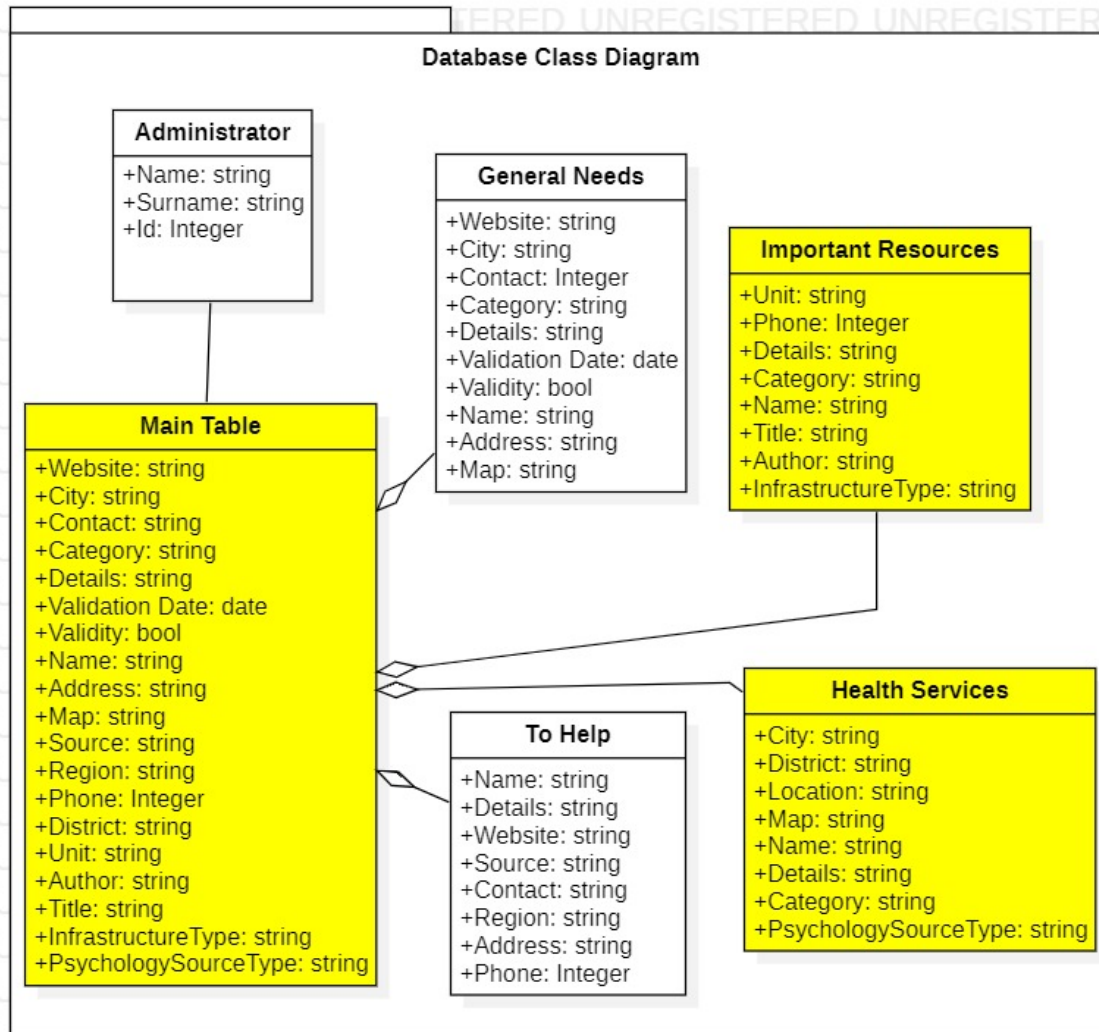 TERED UNREGISTERED UNREGISTER
Database Class Diagram
Administrator
+Name: string
+Surname: string
+Id: Integer
General Needs
+Website: string
+City: string
+Contact: Integer
+Category: string
+Details: string
+Validation Date: date
+Validity: bool
+Name: string
+Address: string
+Map: string
Important Resources
+Unit: string
+Phone: Integer
+Details: string
+Category: string
+Name: string
+Title: string
+Author: string
+InfrastructureType: string
Main Table
+Website: string
+City: string
+Contact: string
+Category: string
+Details: string
+Validation Date: date
+Validity: bool
+Name: string
+Address: string
+Map: string
+Source: string
+Region: string
+Phone: Integer
+District: string
+Unit: string
+Author: string
+Title: string
+InfrastructureType: string
+PsychologySourceType: string
To Help
+Name: string
+Details: string
+Website: string
+Source: string
+Contact: string
+Region: string
+Address: string
+Phone: Integer
Health Services
+City: string
+District: string
+Location: string
+Map: string
+Name: string
+Details: string
+Category: string
+PsychologySourceType: string